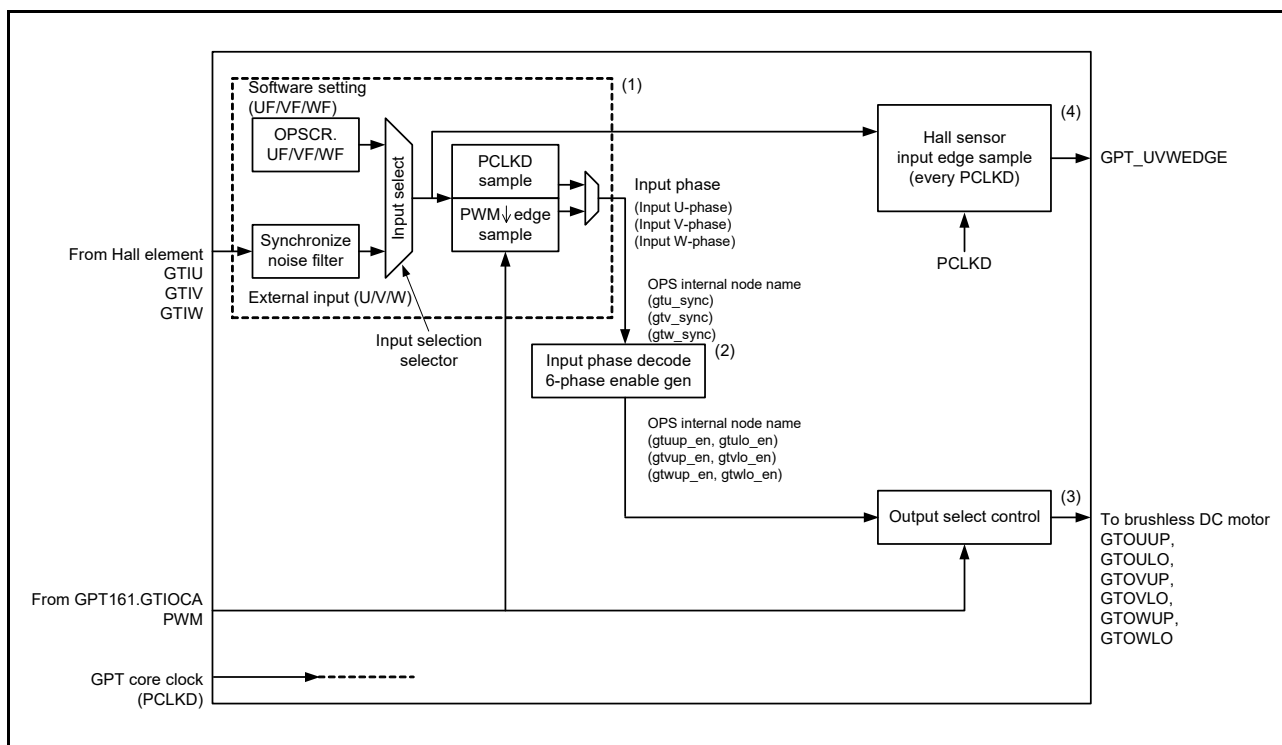 Software setting
(UF/VF/WF)
(1)
OPSCR.
UF/VF/WF
Input select
PCLKD
sample
PWM↓edge
sample
Synchronize
noise filter
External input (U/V/W)
From Hall element
GTIU
GTIV
GTIW
Input selection
selector
Input phase
(Input U-phase)
(Input V-phase)
(Input W-phase)
OPS internal node name
(gtu_sync)
(gtv_sync)
(gtw_sync)
(2)
Input phase decode
6-phase enable gen
OPS internal node name
(gtuup_en, gtulo_en)
(gtvup_en, gtvlo_en)
(gtwup_en, gtwlo_en)
(4)
Hall sensor
input edge sample
(every PCLKD)
GPT_UVWEDGE
PCLKD
(3)
Output select control
To brushless DC motor
GTOUUP,
GTOULO,
GTOVUP,
GTOVLO,
GTOWUP,
GTOWLO
From GPT161.GTIOCA
PWM
GPT core clock
(PCLKD)